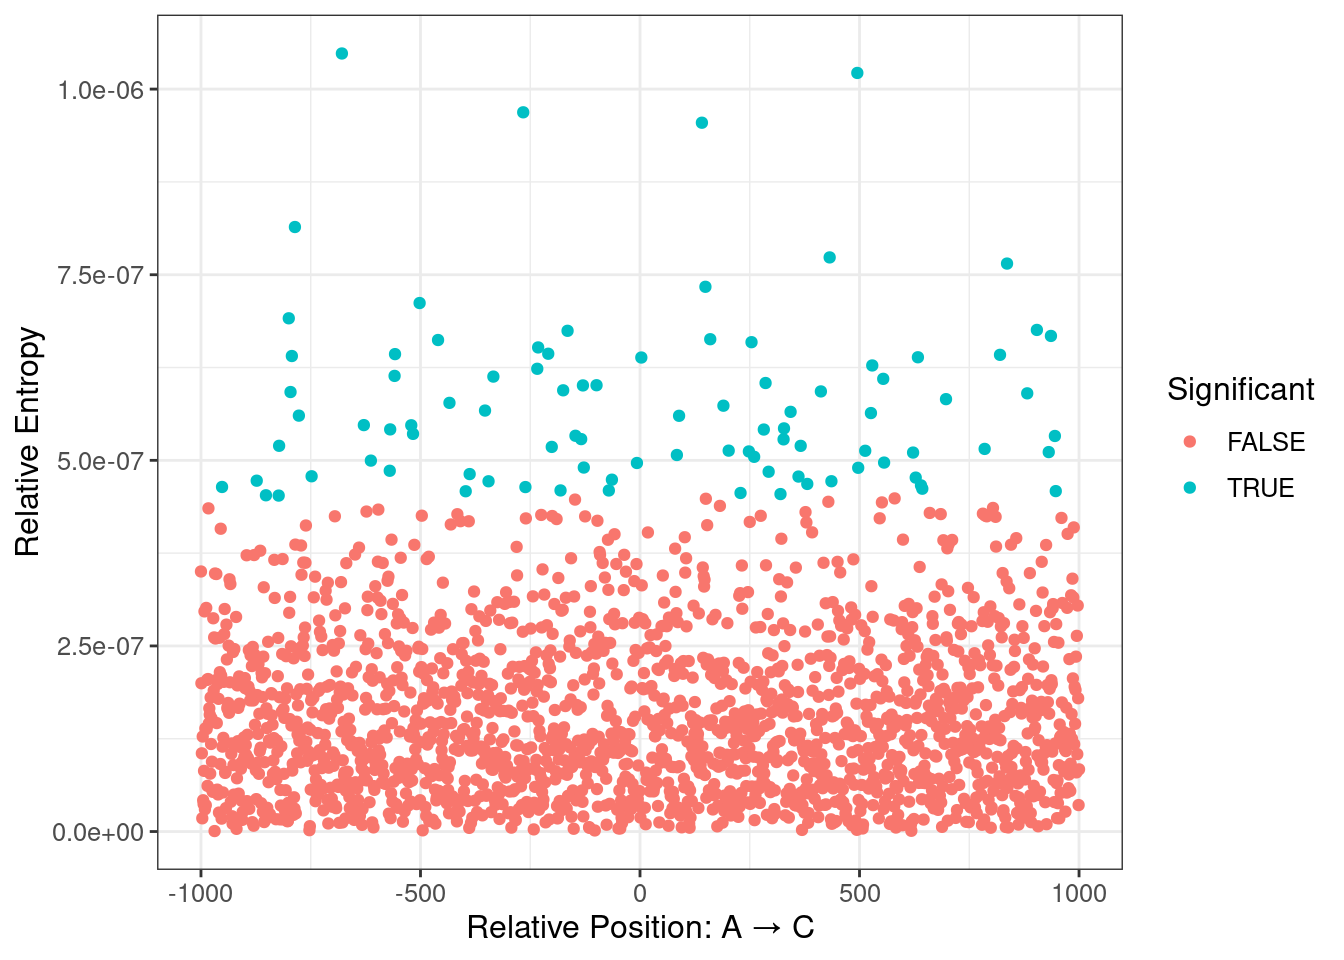 1.0e-06
7.5e-07
5.0e-07
2.5e-07
0.0e+00
Relative Entropy
-1000 -500 0 500 1000
Relative Position: A → C
Significant
FALSE
TRUE